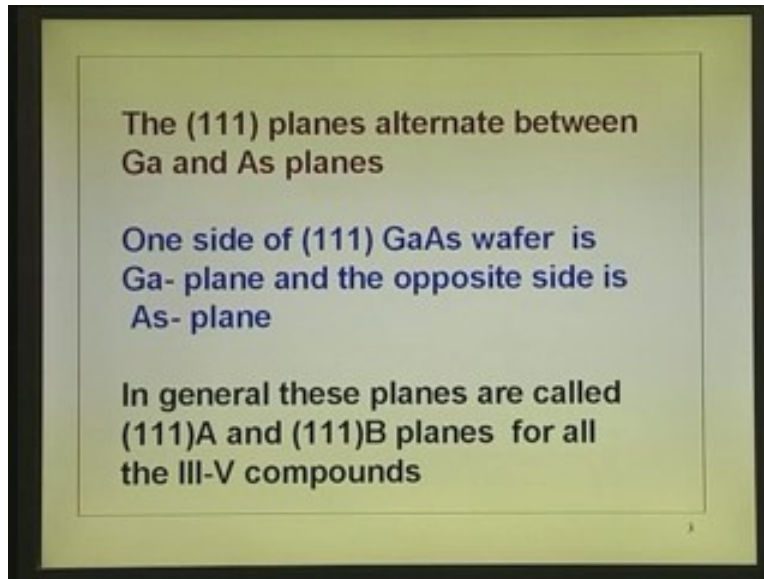 The (111) planes alternate between
Ga and As planes
One side of (111) GaAs wafer is
Ga- plane and the opposite side is
As- plane
In general these planes are called
(111)A and (111)B planes for all
the III-V compounds
3